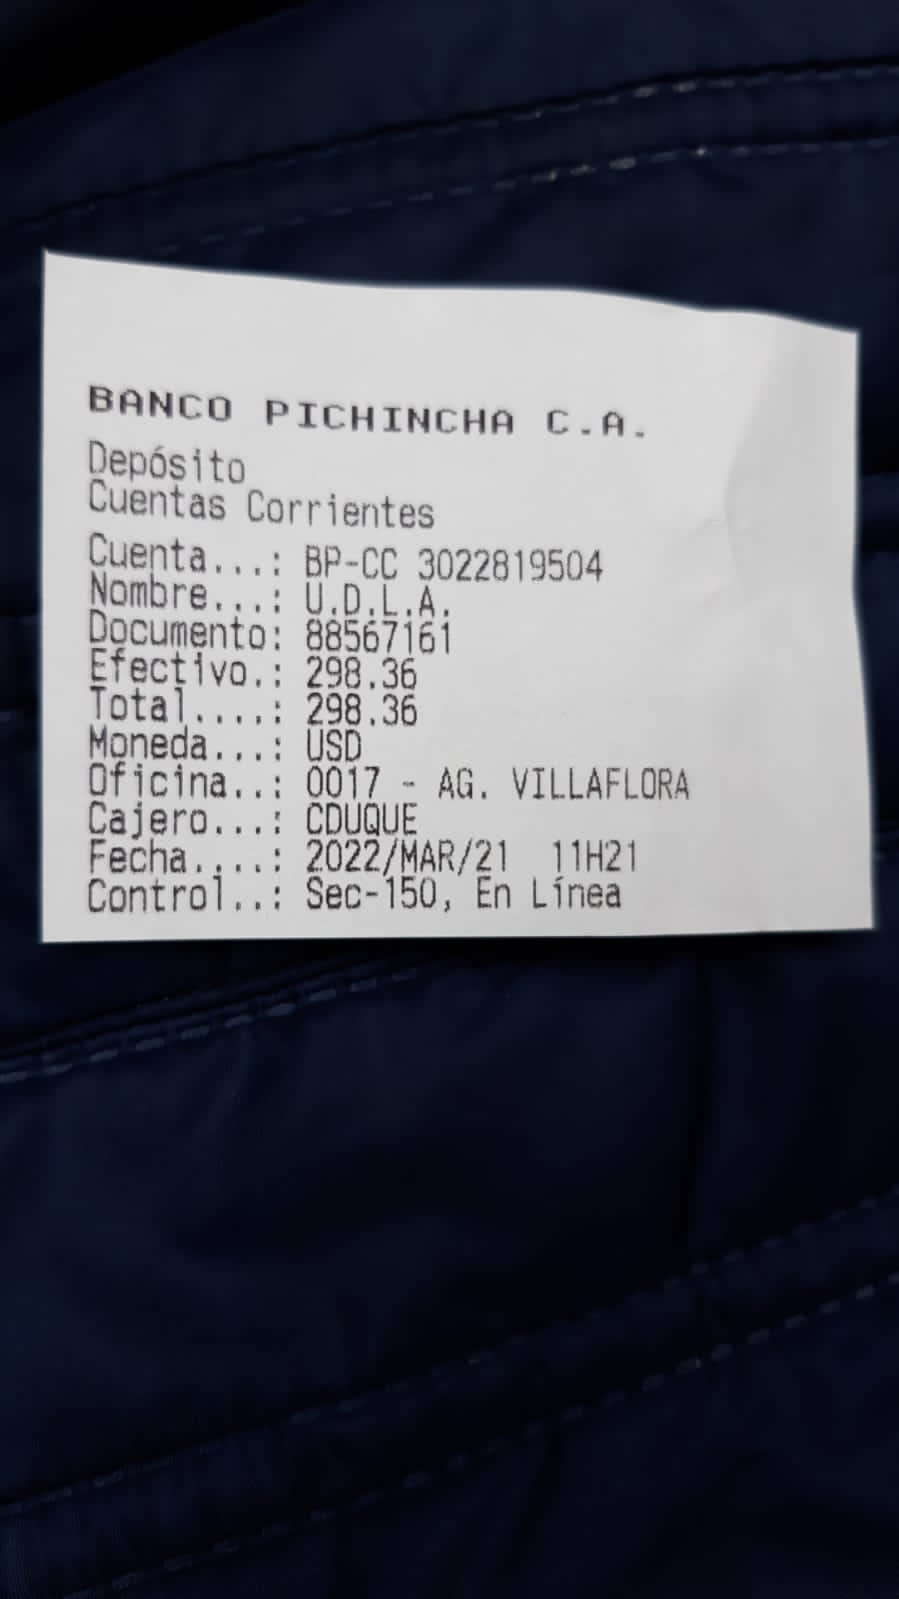 BANCO PICHINCHA C.A.
Depósito
Cuentas Corrientes
Cuenta...: BP-CC 3022819504
Nombre...: U.D.L.A.
Documento: 88567161
Efectivo.: 298.36
Total....: 298.36
Moneda...: USD
Oficina..: 0017 - AG. VILLAFLORA
Cajero...: CDUQUE
Fecha....: 2022/MAR/21 11H21
Control..: Sec-150, En Línea